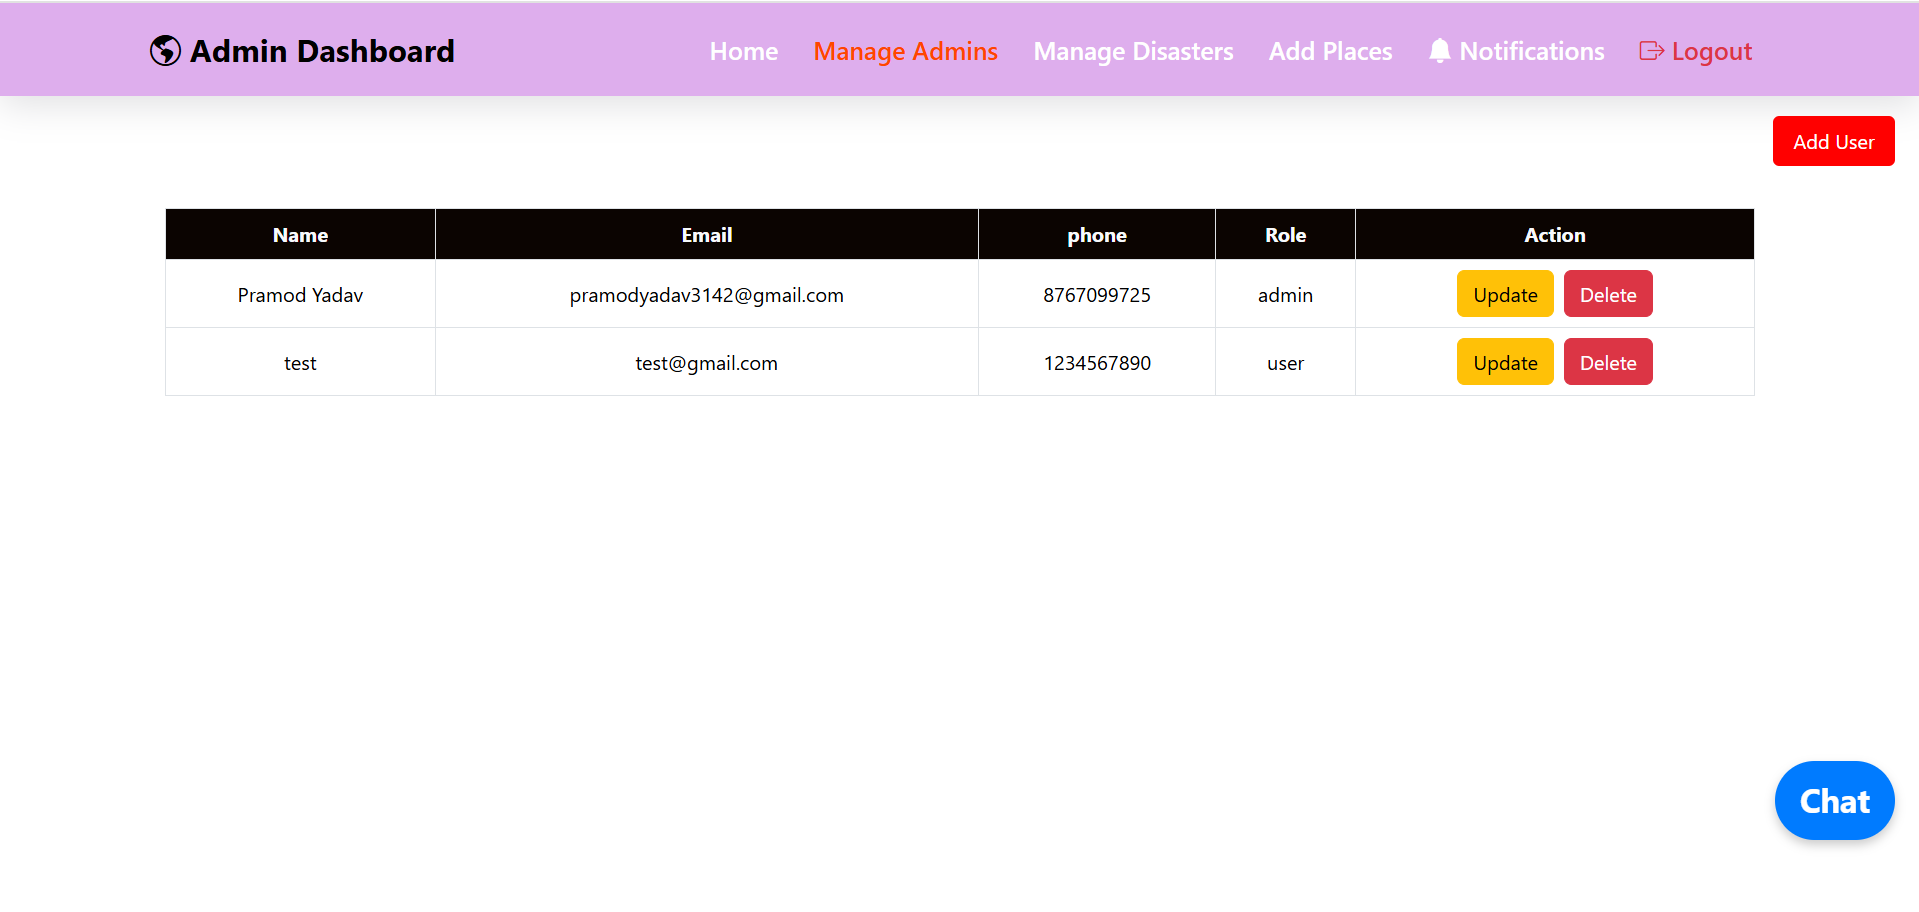 Admin Dashboard Home Manage Admins Manage Disasters Add Places Notifications Logout
Add User
Name Email phone Role Action
Pramod Yadav pramodyadav3142@gmail.com 8767099725 admin Update Delete
test test@gmail.com 1234567890 user Update Delete
Chat